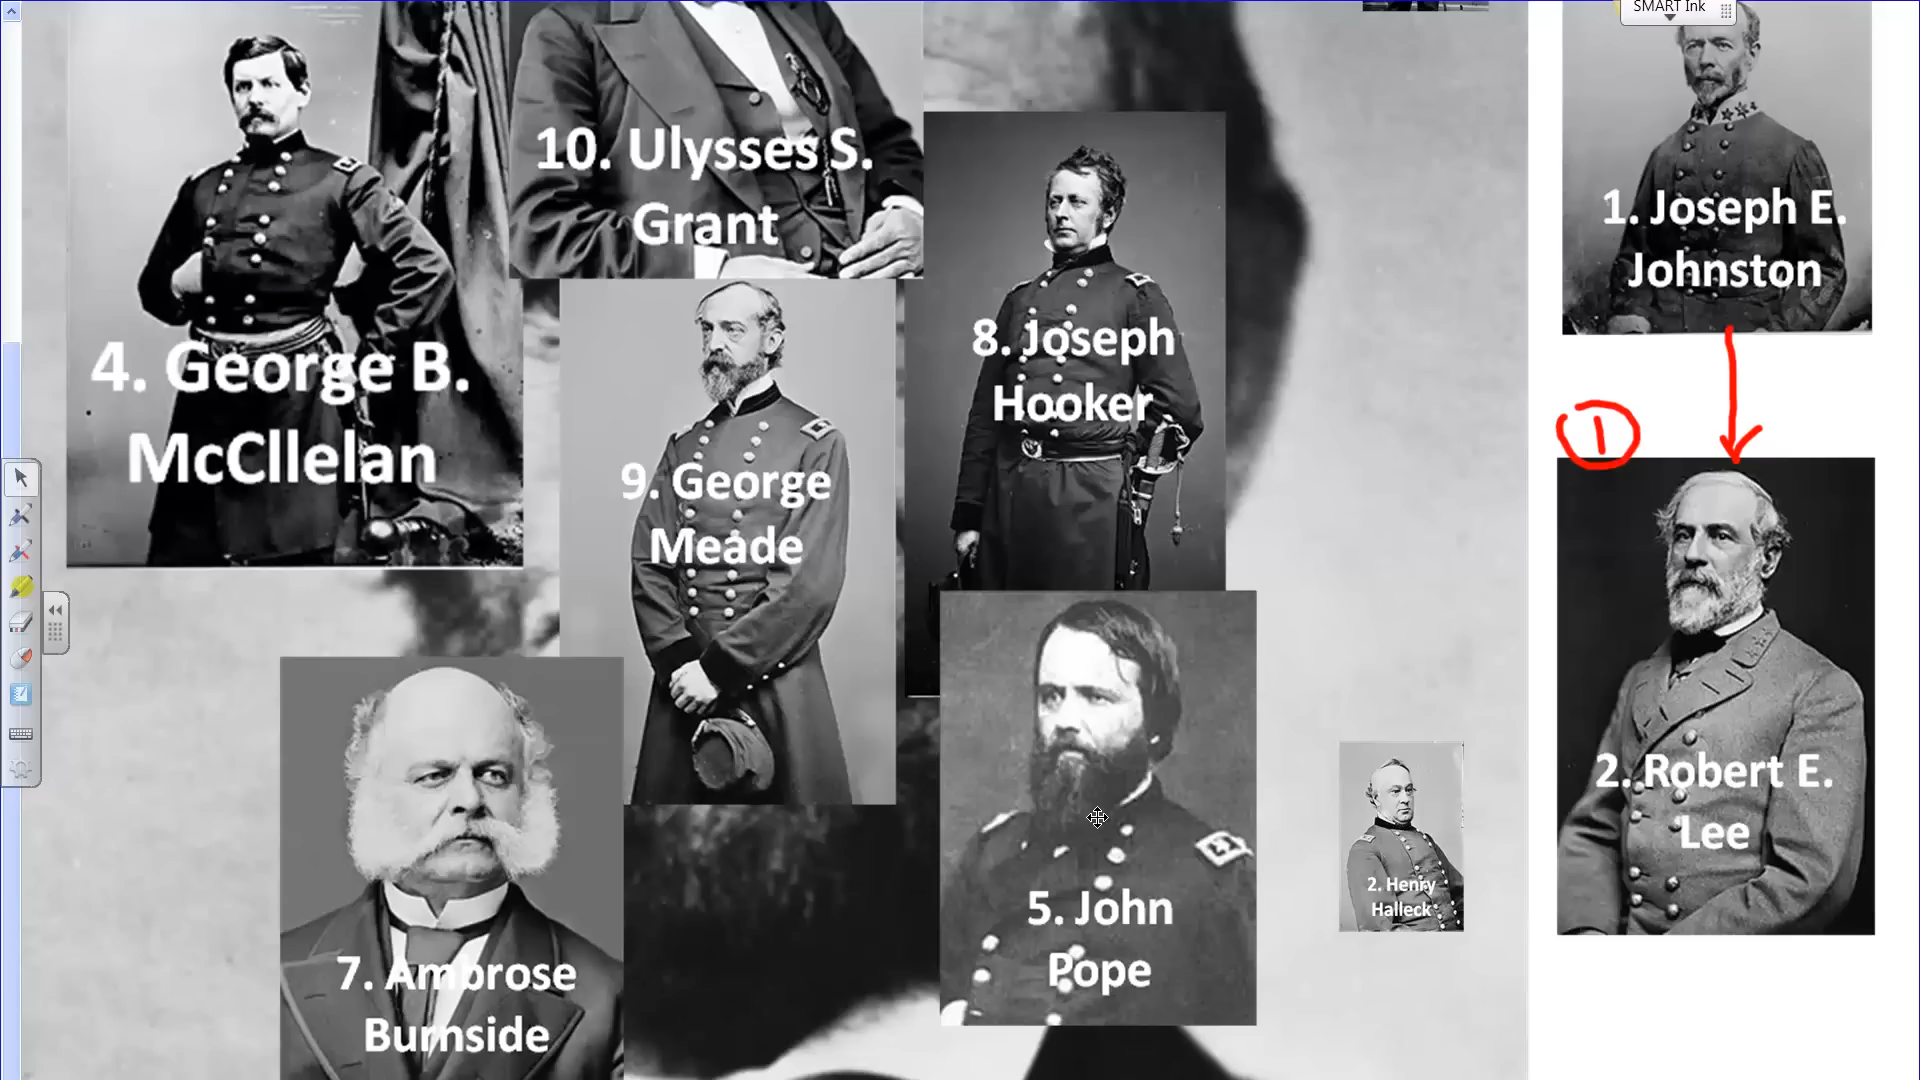 SMART Ink
10. Ulysses S.
Grant
1. Joseph E.
Johnston
4. George B.
McCllelan
8. Joseph
Hooker
1
9. George
Meade
2. Robert E.
Lee
5. John
Pope
2. Henry
Halleck
7. Ambrose
Burnside